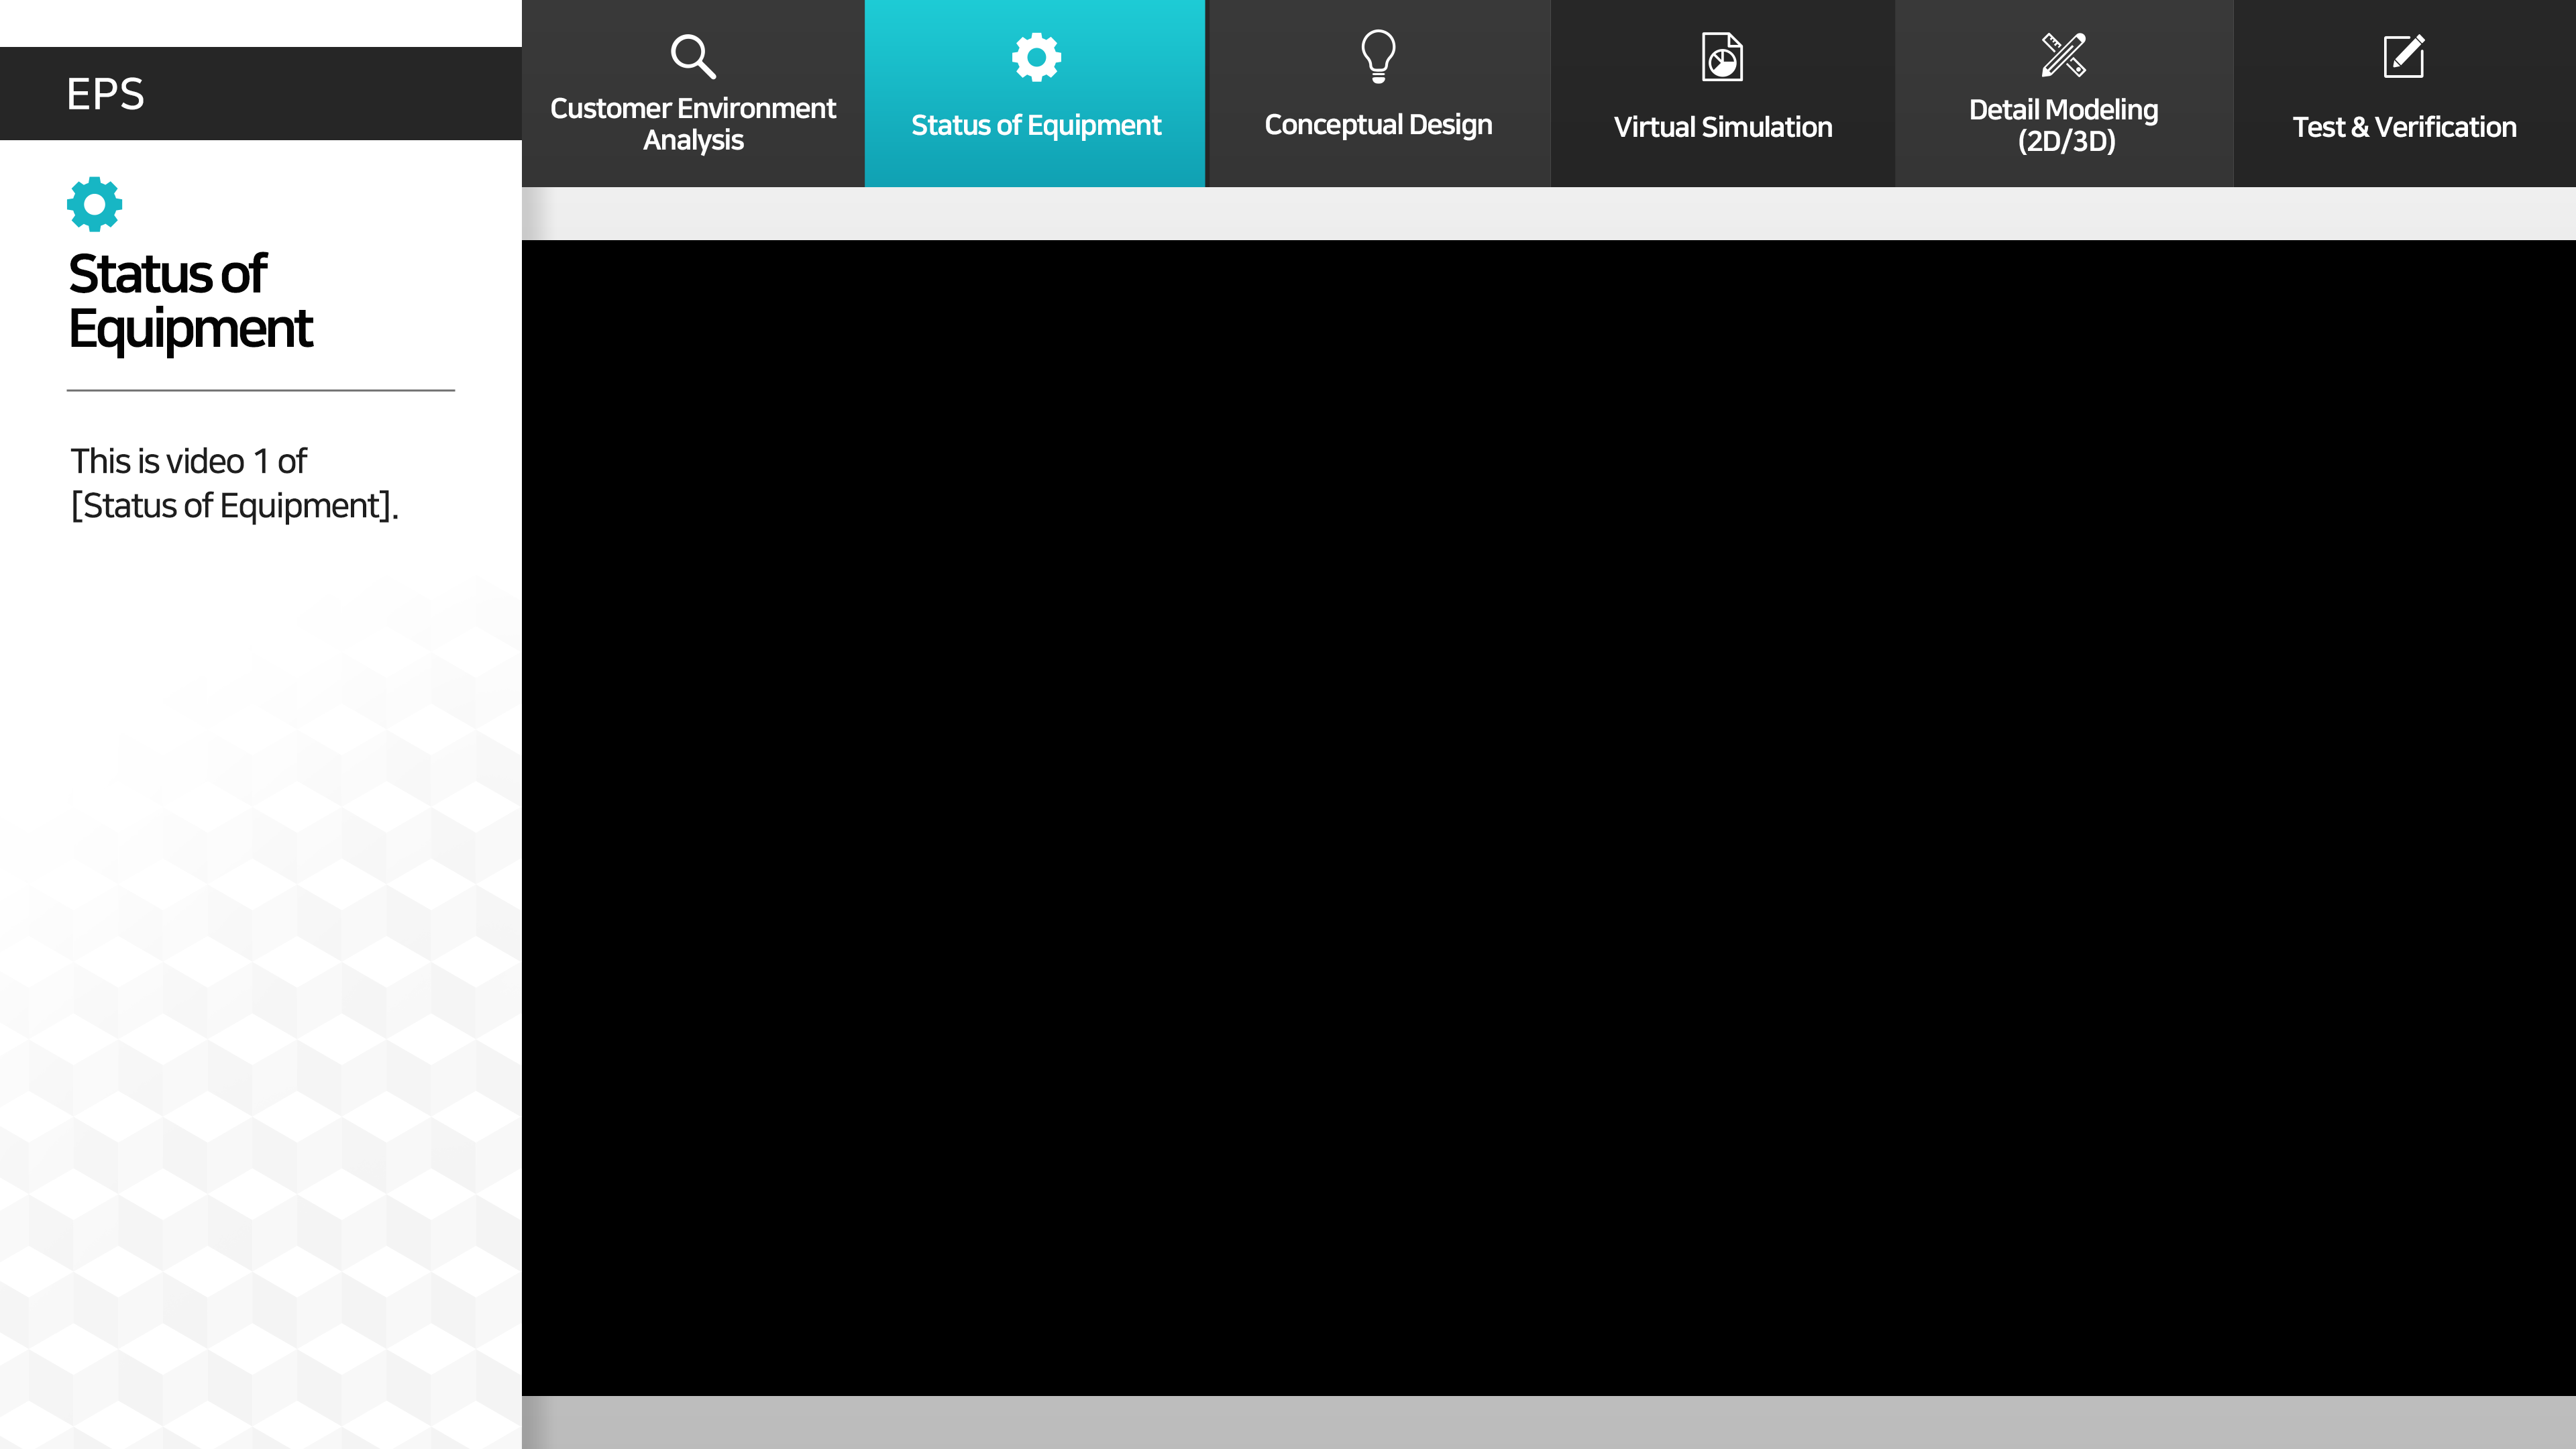 EPS
Customer Environment
Analysis
Status of Equipment
Conceptual Design
Virtual Simulation
Detail Modeling
(2D/3D)
Test & Verification
Status of
Equipment
This is video 1 of
[Status of Equipment].